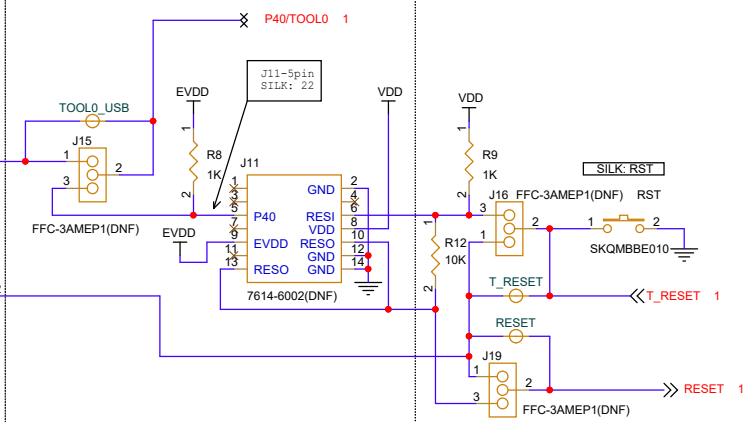 P40/TOOL0 1
J11-5pin
SILK: 22
EVDD
VDD
VDD
TOOL0_USB
J15
1
2
3
FFC-3AMEP1(DNF)
1
R8
1K
2
J11
1
3
5
7
9
11
13
P40
EVDD
RESO
GND
RESI
VDD
RESO
GND
GND
2
4
6
8
10
12
14
7614-6002(DNF)
EVDD
1
R9
1K
2
SILK: RST
J16 FFC-3AMEP1(DNF) RST
3
2
1
1
2
SKQMBBE010
1
R12
10K
2
T_RESET
T_RESET 1
RESET
J19
1
2
3
RESET 1
FFC-3AMEP1(DNF)